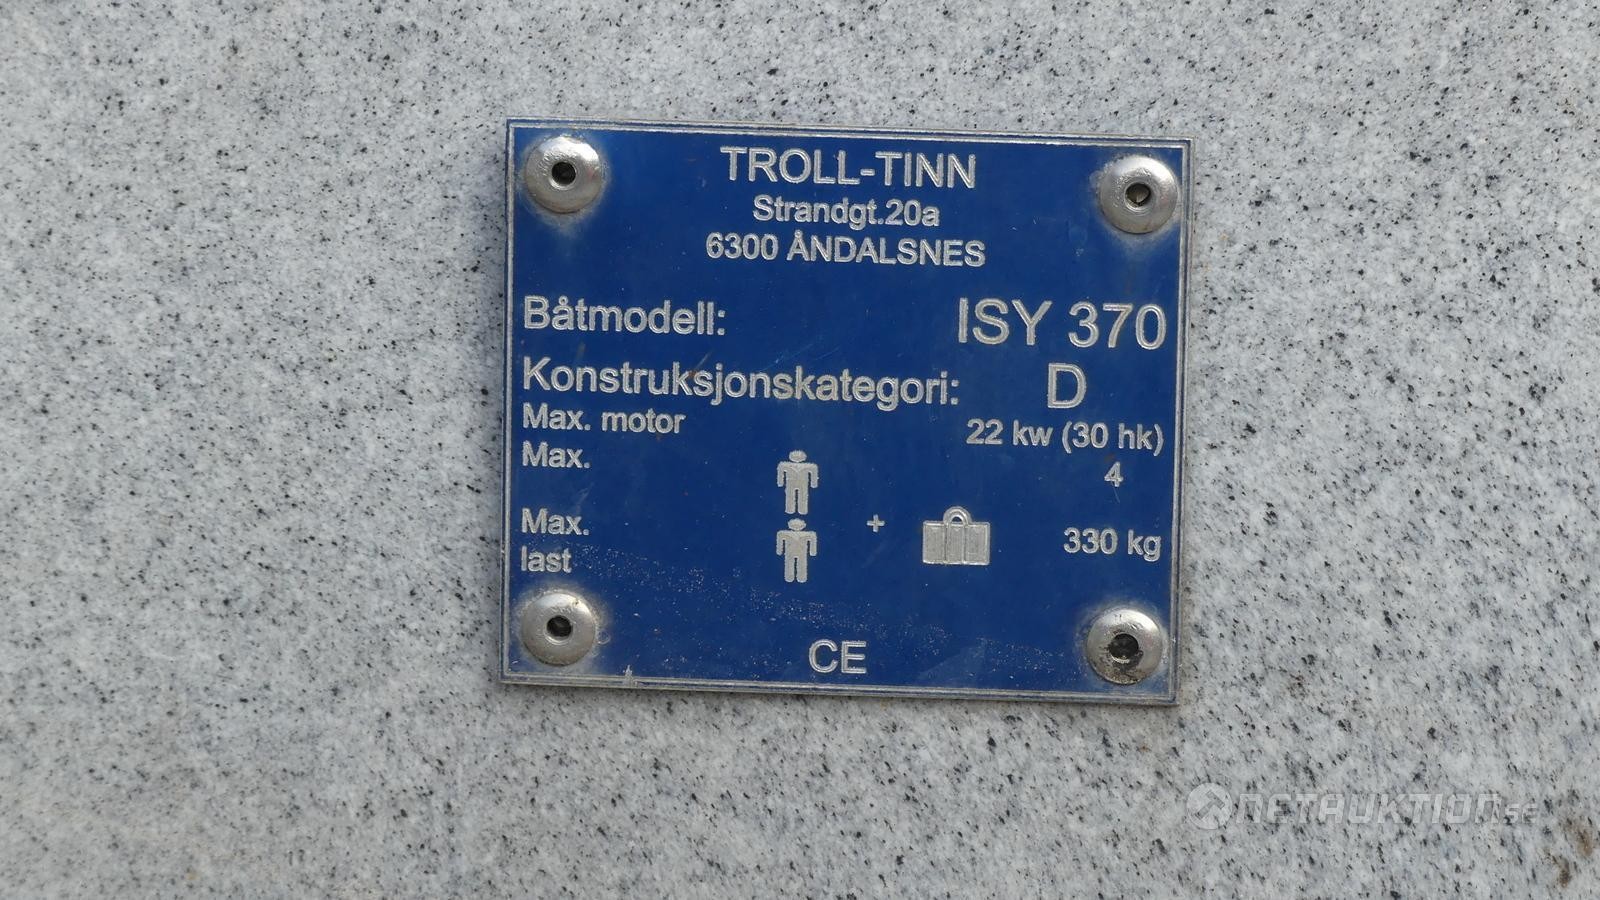 TROLL-TINN
Strandgt.20a
6300 ÅNDALSNES
Båtmodell: ISY 370
Konstruksjonskategori: D
Max. motor 22 kw (30 hk)
Max. 4
Max. + 330 kg
last
CE
NETAUKTION.SE